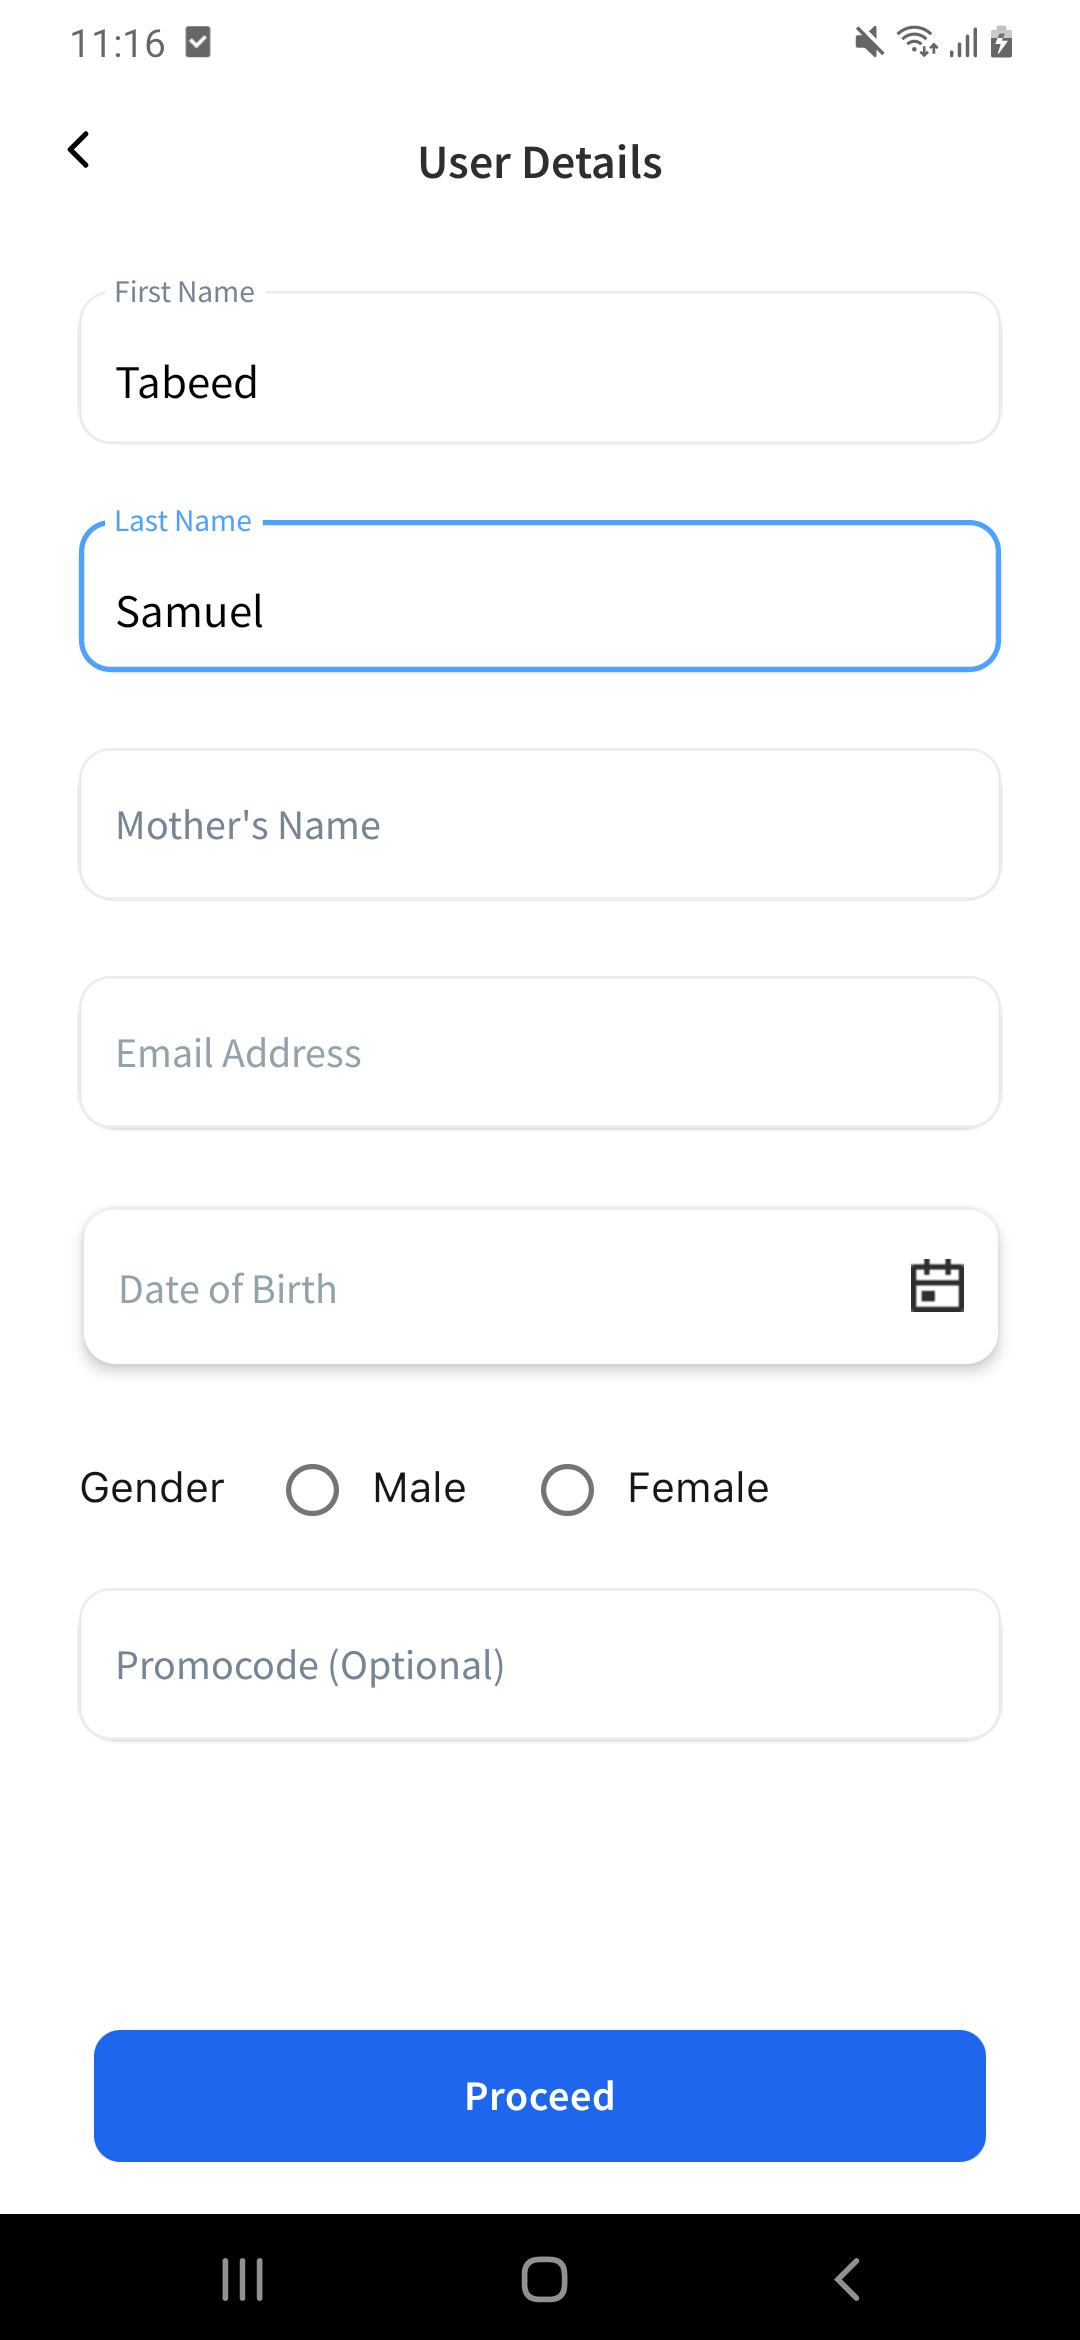 11:16
User Details
First Name
Tabeed
Last Name
Samuel
Mother's Name
Email Address
Date of Birth
Gender Male Female
Promocode (Optional)
Proceed